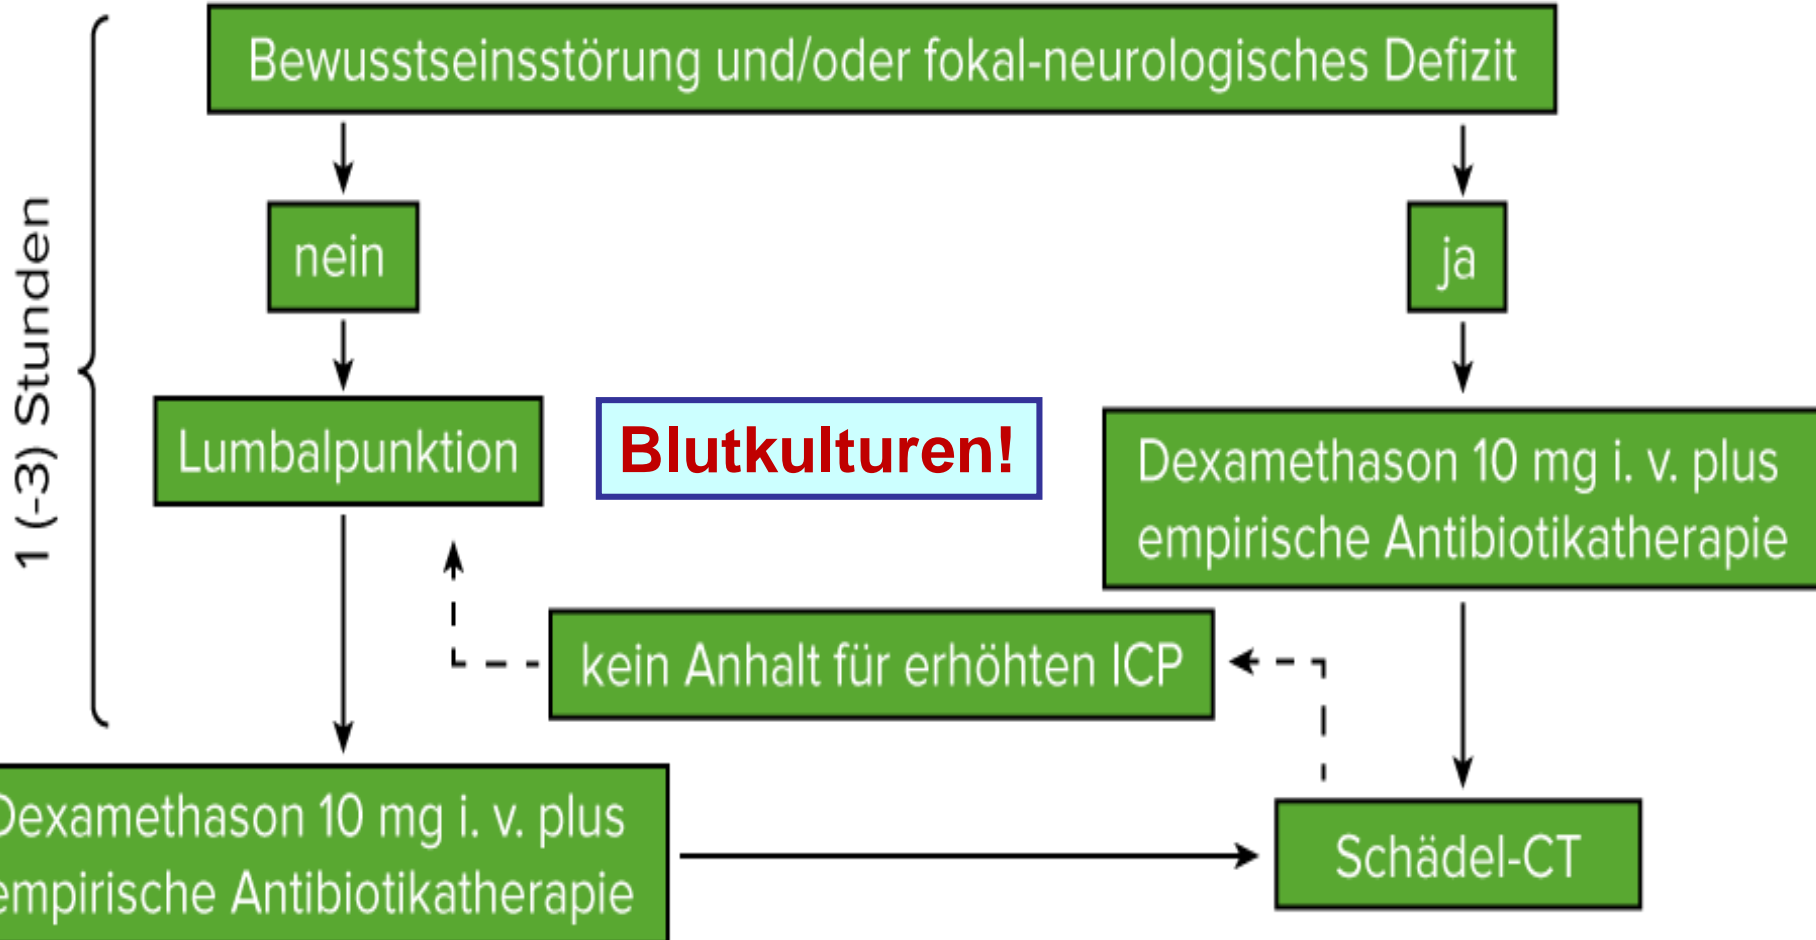 Bewusstseinsstörung und/oder fokal-neurologisches Defizit
nein
ja
1 (-3) Stunden
Lumbalpunktion
Blutkulturen!
Dexamethason 10 mg i. v. plus
empirische Antibiotikatherapie
kein Anhalt für erhöhten ICP
Dexamethason 10 mg i. v. plus
empirische Antibiotikatherapie
Schädel-CT